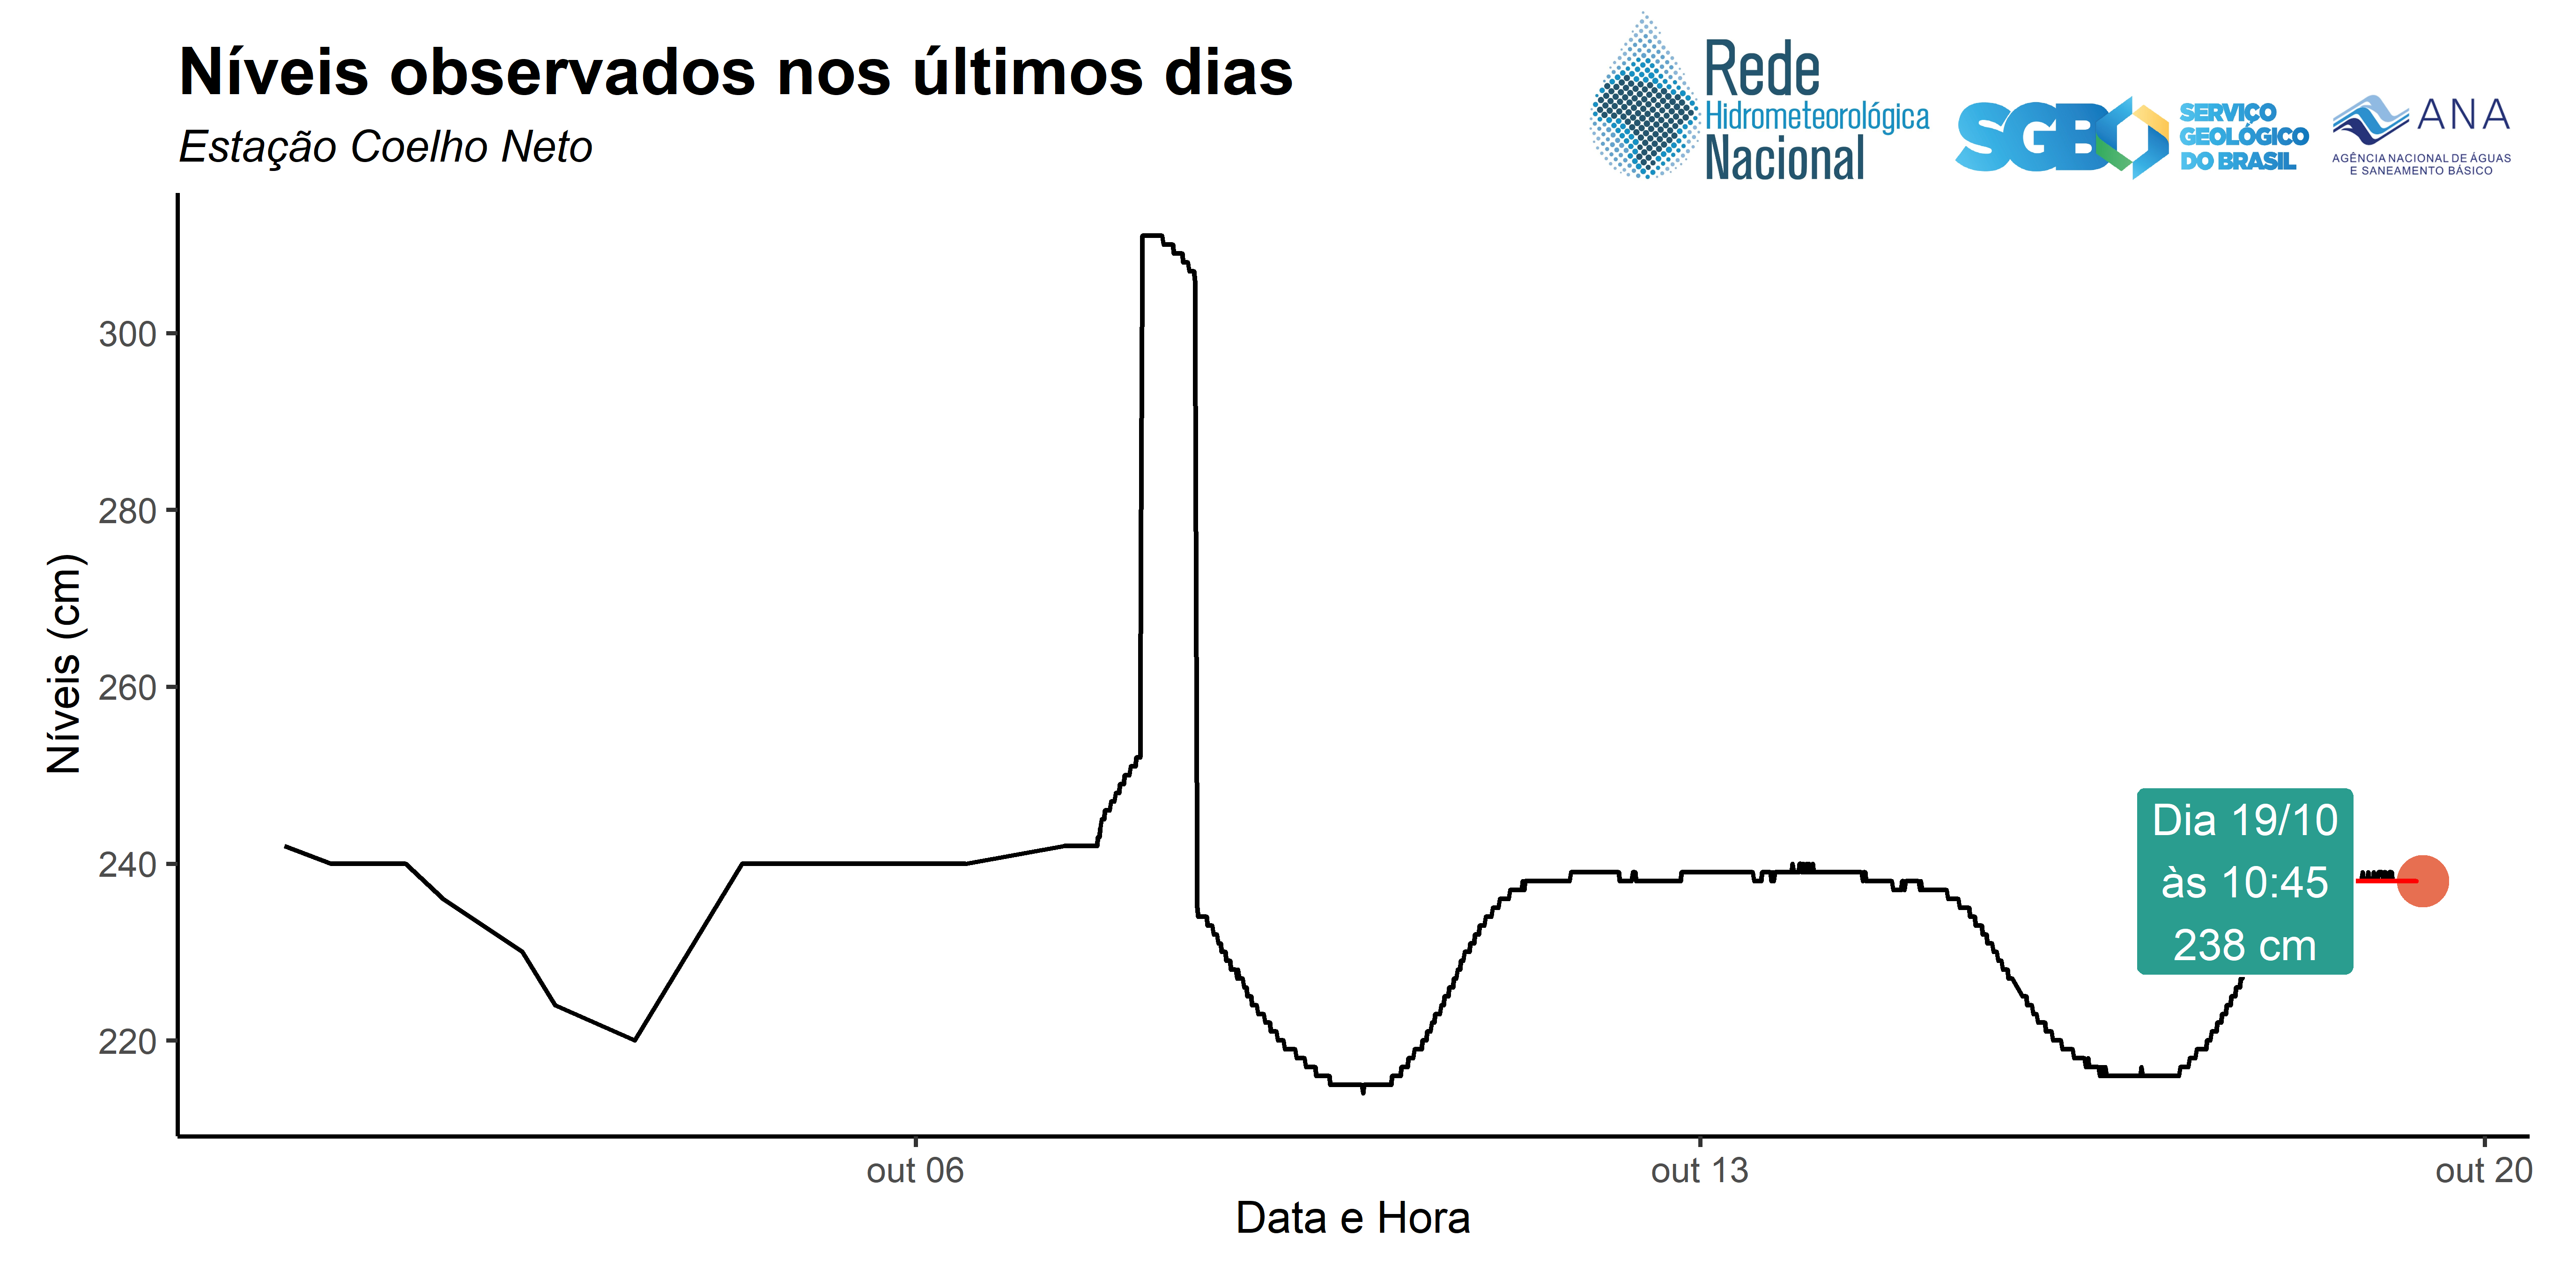 Níveis observados nos últimos dias
Estação Coelho Neto
Rede
Hidrometeorológica
Nacional
SGB
SERVIÇO
GEOLÓGICO
DO BRASIL
ANA
AGÊNCIA NACIONAL DE ÁGUAS
E SANEAMENTO BÁSICO
Níveis (cm)
300
280
260
240
220
Dia 19/10
às 10:45
238 cm
out 06
out 13
out 20
Data e Hora